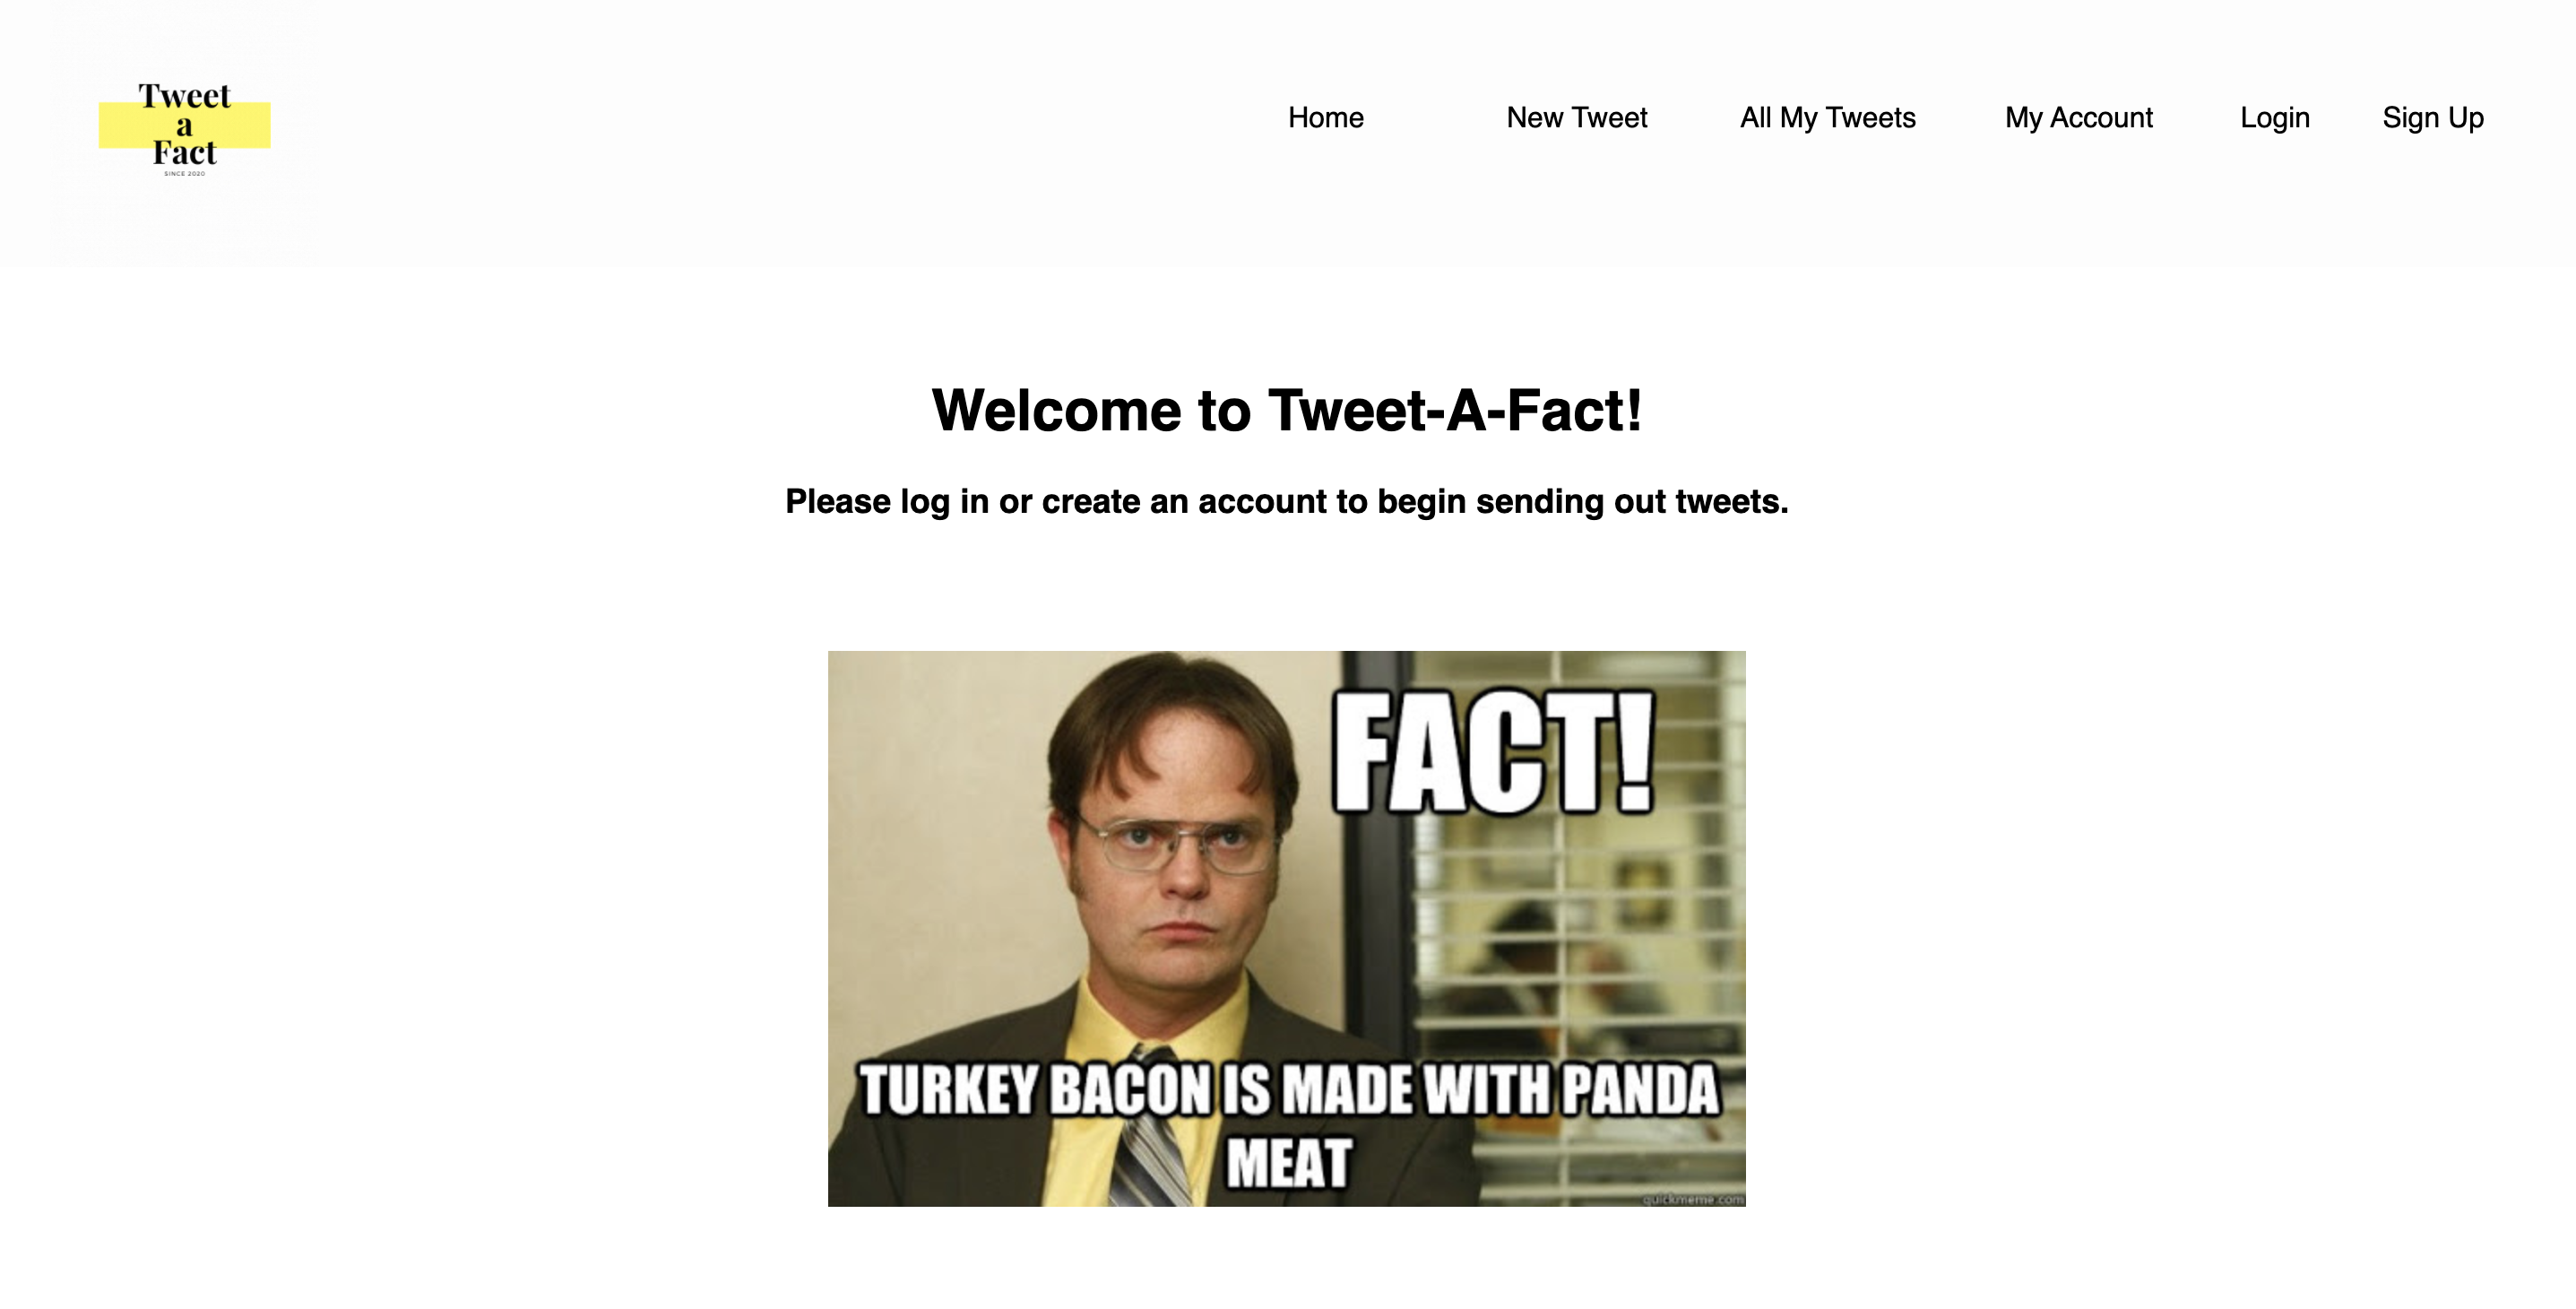 Tweet
a
Fact
SINCE 2020
Home New Tweet All My Tweets My Account Login Sign Up
Welcome to Tweet-A-Fact!
Please log in or create an account to begin sending out tweets.
FACT!
TURKEY BACON IS MADE WITH PANDA
MEAT
quickmeme.com